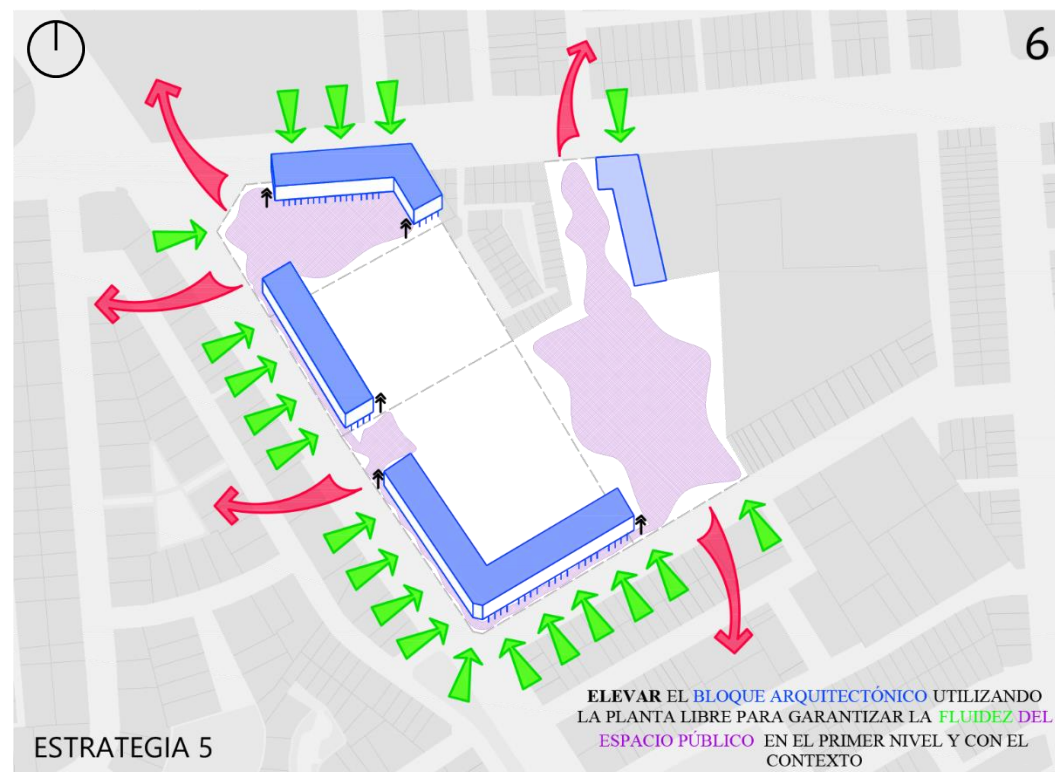 6
ELEVAR EL BLOQUE ARQUITECTÓNICO UTILIZANDO
LA PLANTA LIBRE PARA GARANTIZAR LA FLUIDEZ DEL
ESPACIO PÚBLICO EN EL PRIMER NIVEL Y CON EL
CONTEXTO
ESTRATEGIA 5